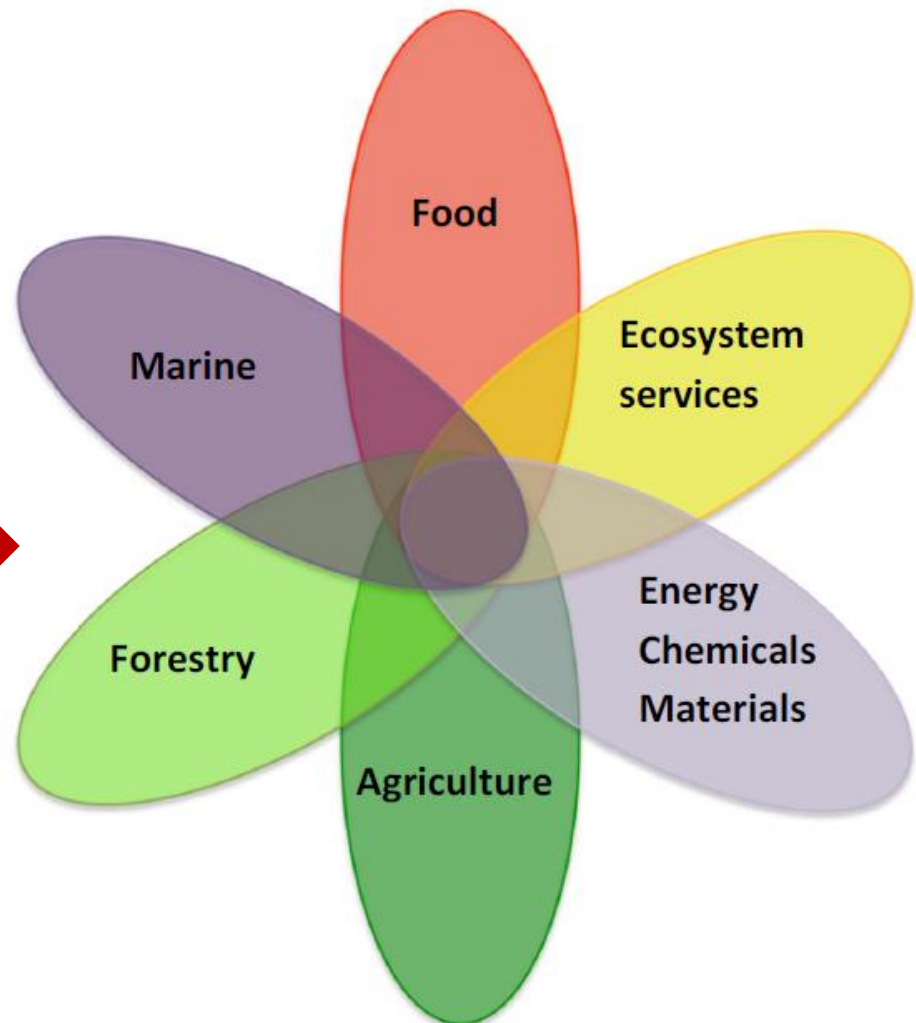 Food
Ecosystem
services
Marine
Energy
Chemicals
Materials
Forestry
Agriculture